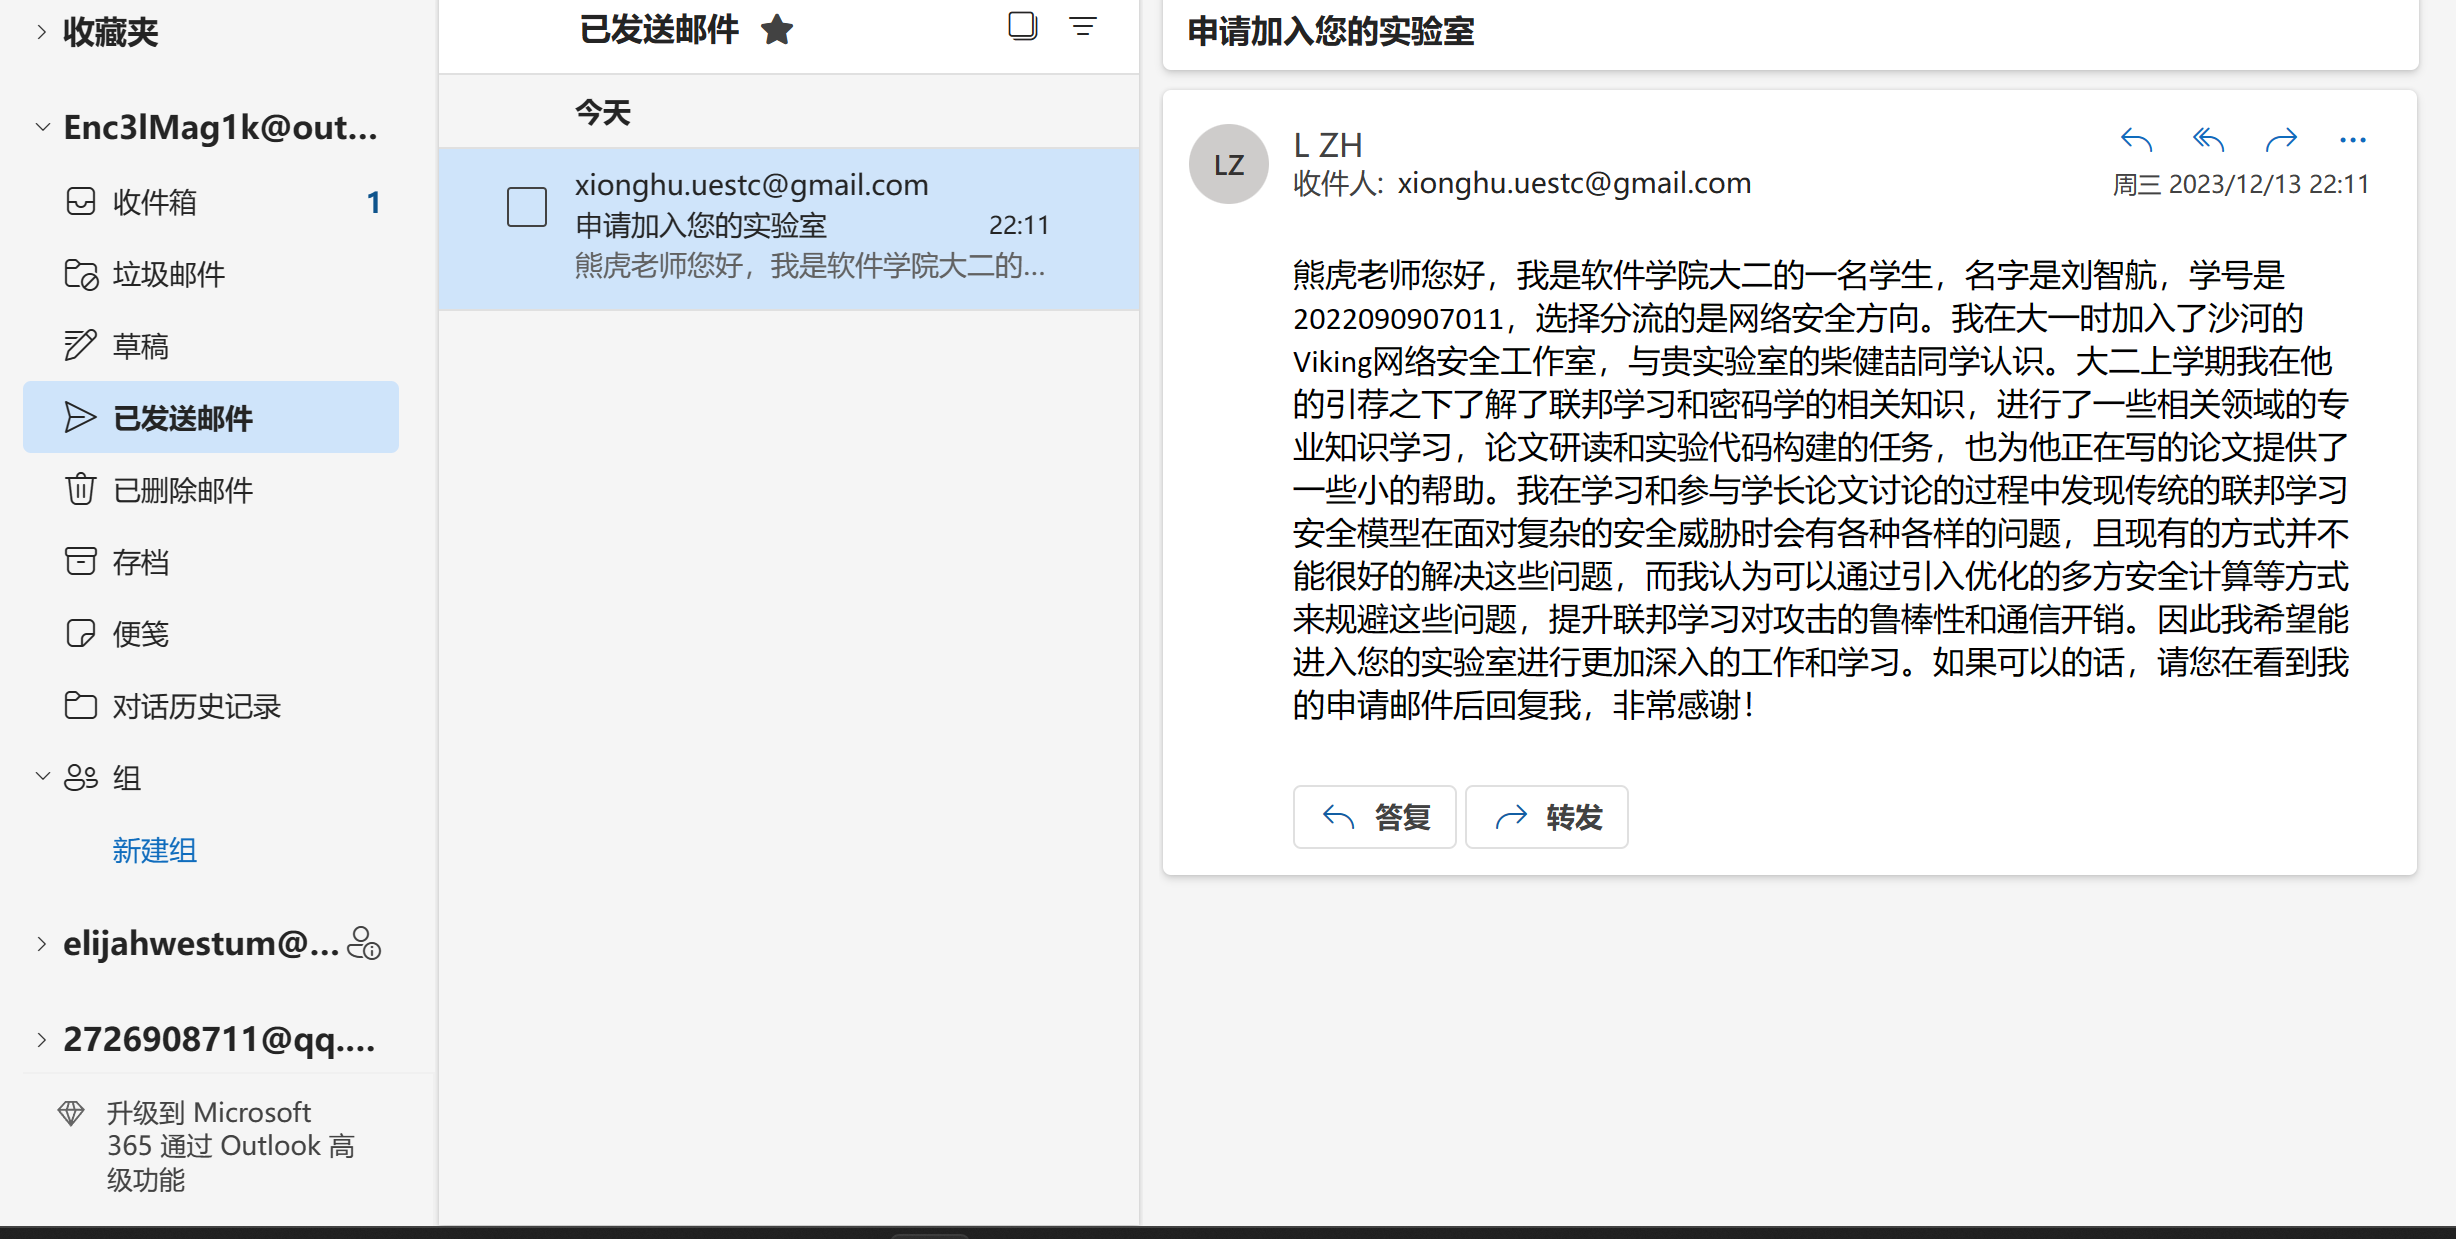 收藏夹
Enc3lMag1k@out...
收件箱 1
垃圾邮件
草稿
已发送邮件
已删除邮件
存档
便笺
对话历史记录
组
新建组
elijahwestum@...
2726908711@qq....
升级到 Microsoft
365 通过 Outlook 高
级功能
已发送邮件
今天
xionghu.uestc@gmail.com
申请加入您的实验室 22:11
熊虎老师您好，我是软件学院大二的...
申请加入您的实验室
LZ
L ZH
收件人: xionghu.uestc@gmail.com
周三 2023/12/13 22:11
熊虎老师您好，我是软件学院大二的一名学生，名字是刘智航，学号是
2022090907011，选择分流的是网络安全方向。我在大一时加入了沙河的
Viking网络安全工作室，与贵实验室的柴健喆同学认识。大二上学期我在他
的引荐之下了解了联邦学习和密码学的相关知识，进行了一些相关领域的专
业知识学习，论文研读和实验代码构建的任务，也为他正在写的论文提供了
一些小的帮助。我在学习和参与学长论文讨论的过程中发现传统的联邦学习
安全模型在面对复杂的安全威胁时会有各种各样的问题，且现有的方式并不
能很好的解决这些问题，而我认为可以通过引入优化的多方安全计算等方式
来规避这些问题，提升联邦学习对攻击的鲁棒性和通信开销。因此我希望能
进入您的实验室进行更加深入的工作和学习。如果可以的话，请您在看到我
的申请邮件后回复我，非常感谢！
答复
转发